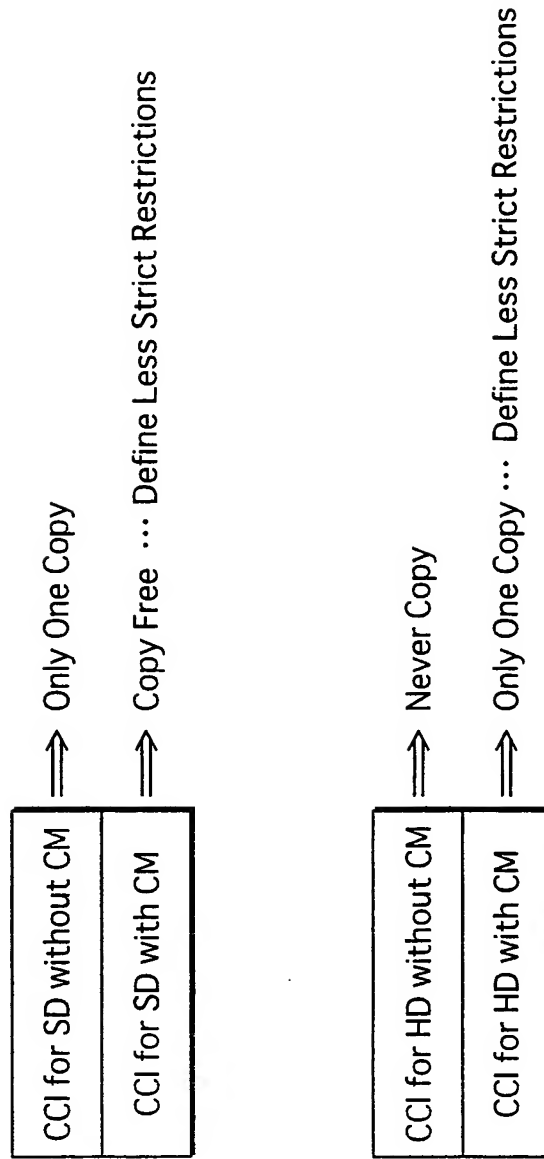 CCI for SD without CM ⇒ Only One Copy
CCI for SD with CM ⇒ Copy Free ··· Define Less Strict Restrictions
CCI for HD without CM ⇒ Never Copy
CCI for HD with CM ⇒ Only One Copy ··· Define Less Strict Restrictions